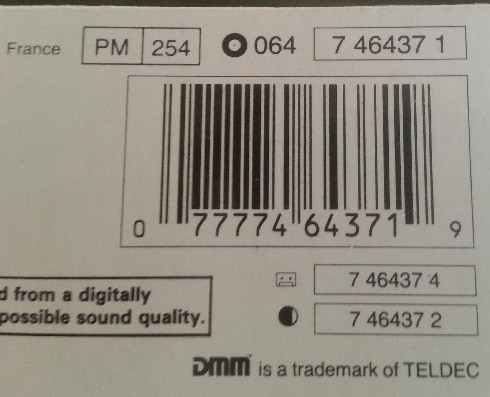 France PM 254 064 7 46437 1
0 77774 64371 9
d from a digitally
possible sound quality.
7 46437 4
7 46437 2
DMM is a trademark of TELDEC